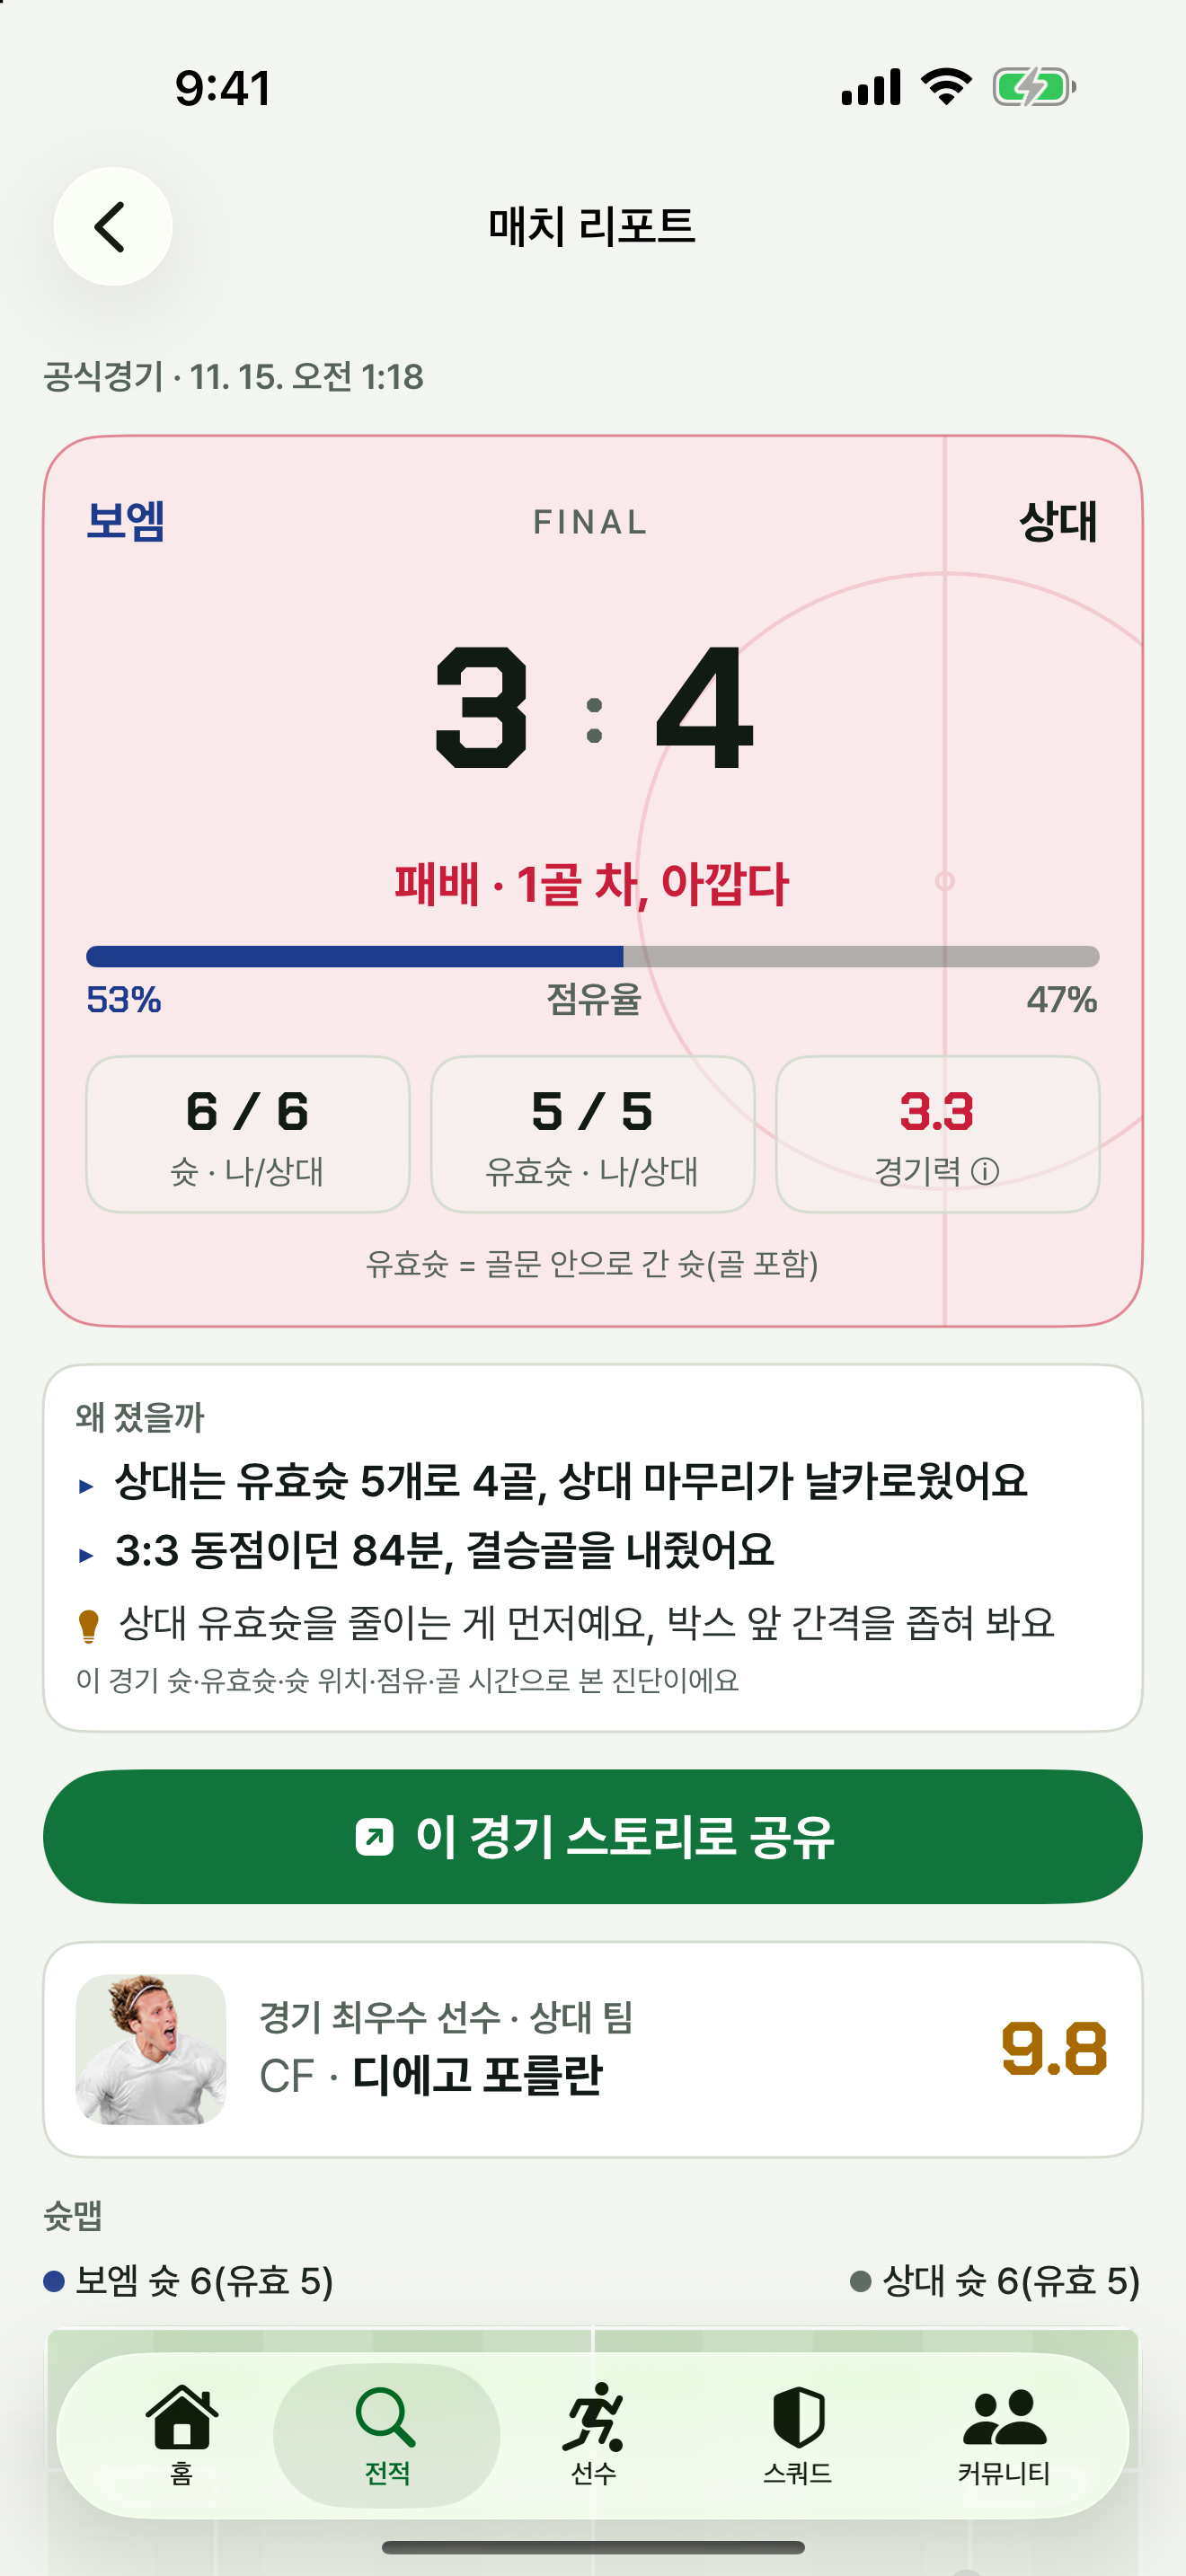 9:41
매치 리포트
공식경기 · 11. 15. 오전 1:18
보엠 FINAL 상대
3 : 4
패배 · 1골 차, 아깝다
53% 점유율 47%
6 / 6 5 / 5 3.3
슛 · 나/상대 유효슛 · 나/상대 경기력 ⓘ
유효슛 = 골문 안으로 간 슛(골 포함)
왜 졌을까
▸ 상대는 유효슛 5개로 4골, 상대 마무리가 날카로웠어요
▸ 3:3 동점이던 84분, 결승골을 내줬어요
상대 유효슛을 줄이는 게 먼저예요, 박스 앞 간격을 좁혀 봐요
이 경기 슛·유효슛·슛 위치·점유·골 시간으로 본 진단이에요
이 경기 스토리로 공유
경기 최우수 선수 · 상대 팀
CF · 디에고 포를란
9.8
슛맵
보엠 슛 6(유효 5) 상대 슛 6(유효 5)
홈 전적 선수 스쿼드 커뮤니티